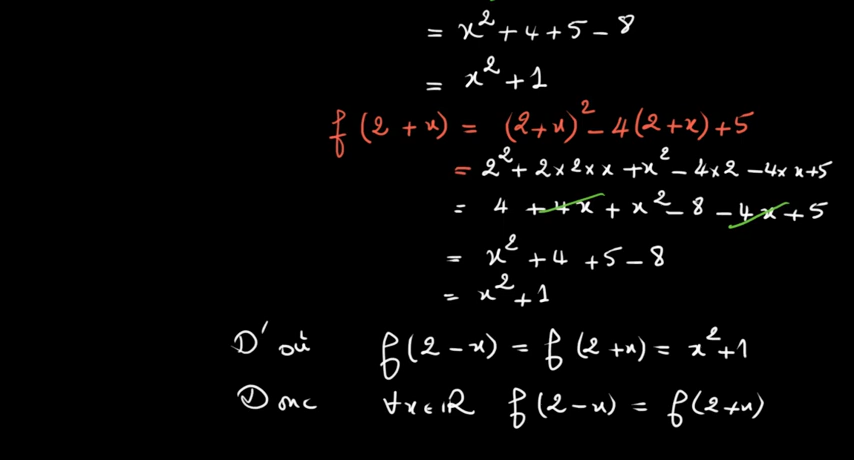 = x² + 4 + 5 - 8
= x² + 1
f(2 + x) = (2+x)² - 4(2+x) + 5
= 2² + 2×2×x + x² - 4×2 - 4×x + 5
= 4 + 4x + x² - 8 - 4x + 5
= x² + 4 + 5 - 8
= x² + 1
D'où f(2 - x) = f(2+x) = x² + 1
Donc ∀x∈ℝ f(2 - x) = f(2+x)